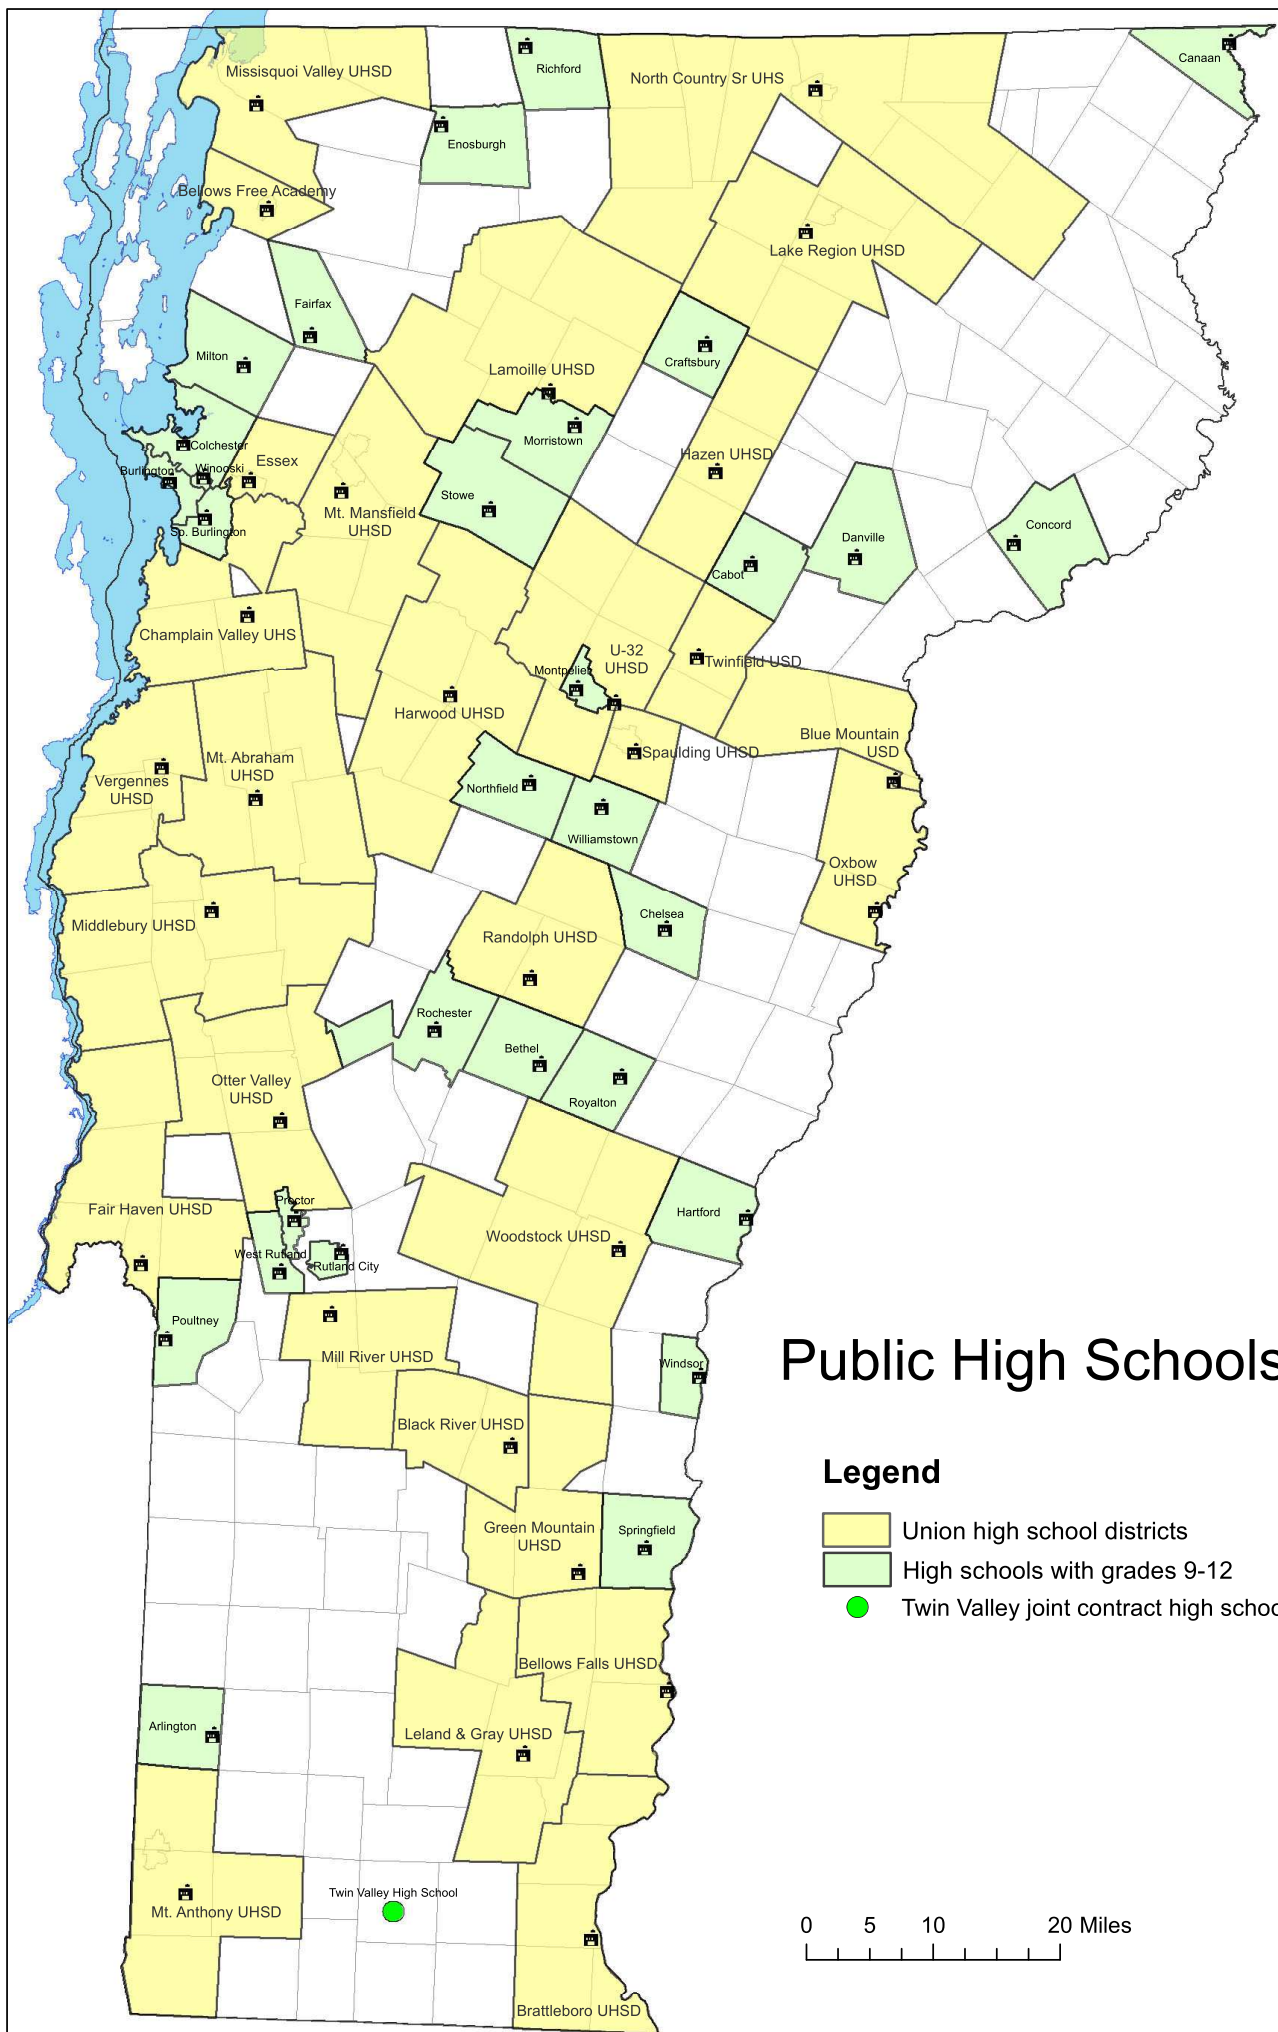 Missisquoi Valley UHSD
Richford
North Country Sr UHS
Canaan
Enosburgh
Bellows Free Academy
Lake Region UHSD
Fairfax
Milton
Craftsbury
Lamoille UHSD
Morristown
Colchester
Hazen UHSD
Essex
Burlington
Winooski
Stowe
Mt. Mansfield
UHSD
Concord
So. Burlington
Danville
Cabot
Champlain Valley UHS
U-32
UHSD
Montpelier
Twinfield USD
Harwood UHSD
Blue Mountain
USD
Spaulding UHSD
Mt. Abraham
UHSD
Vergennes
UHSD
Northfield
Williamstown
Oxbow
UHSD
Chelsea
Middlebury UHSD
Randolph UHSD
Rochester
Bethel
Otter Valley
UHSD
Royalton
Proctor
Fair Haven UHSD
Hartford
Woodstock UHSD
West Rutland
Rutland City
Poultney
Mill River UHSD
Windsor
Public High Schools
Black River UHSD
Legend
Green Mountain
UHSD
Springfield
Union high school districts
High schools with grades 9-12
Twin Valley joint contract high schoo
Bellows Falls UHSD
Arlington
Leland & Gray UHSD
Twin Valley High School
Mt. Anthony UHSD
0 5 10 20 Miles
Brattleboro UHSD